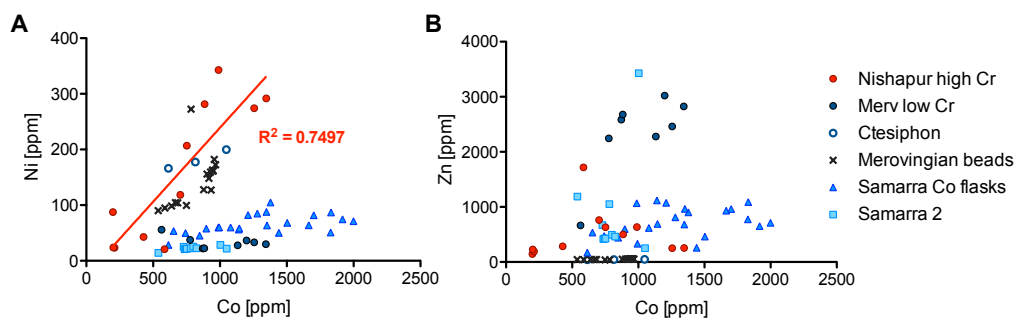 A
B
400
300
200
100
0
Ni [ppm]
R² = 0.7497
0 500 1000 1500 2000 2500
Co [ppm]
4000
3000
2000
1000
0
Zn [ppm]
0 500 1000 1500 2000 2500
Co [ppm]
Nishapur high Cr
Merv low Cr
Ctesiphon
Merovingian beads
Samarra Co flasks
Samarra 2